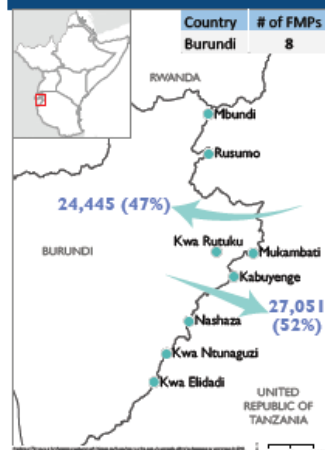 Country # of FMPs
Burundi 8
RWANDA
Mbundi
Rusumo
24,445 (47%)
Kwa Rutuku
BURUNDI
Mukambati
Kabuyenge
27,051
(52%)
Nashaza
Kwa Ntunaguzi
Kwa Elidadi
UNITED
REPUBLIC OF
TANZANIA